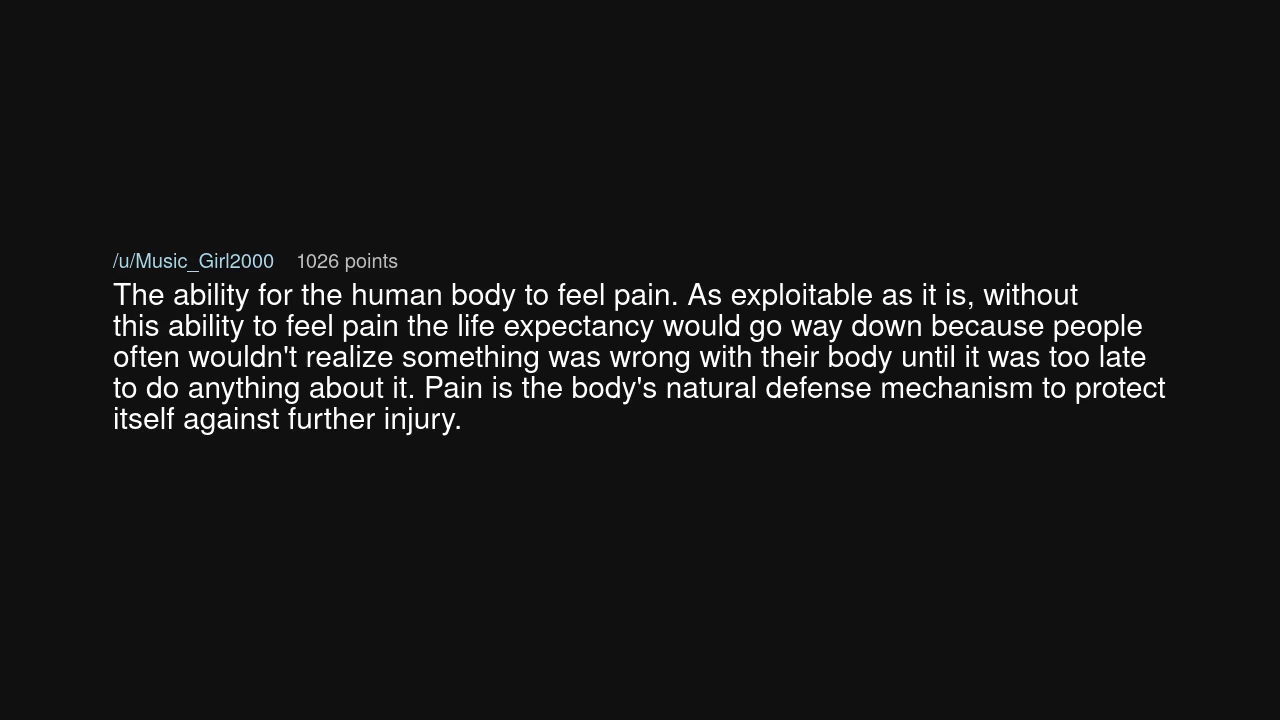 /u/Music_Girl2000 1026 points
The ability for the human body to feel pain. As exploitable as it is, without
this ability to feel pain the life expectancy would go way down because people
often wouldn't realize something was wrong with their body until it was too late
to do anything about it. Pain is the body's natural defense mechanism to protect
itself against further injury.